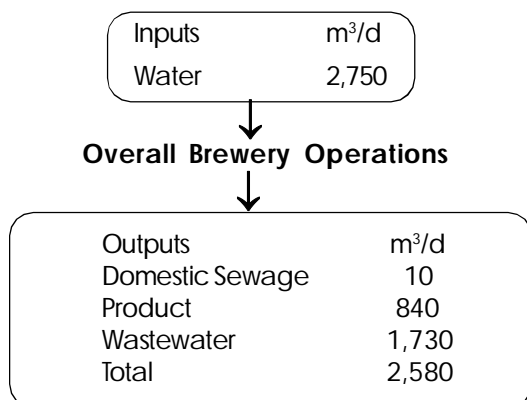 Inputs m³/d
Water 2,750
Overall Brewery Operations
Outputs m³/d
Domestic Sewage 10
Product 840
Wastewater 1,730
Total 2,580